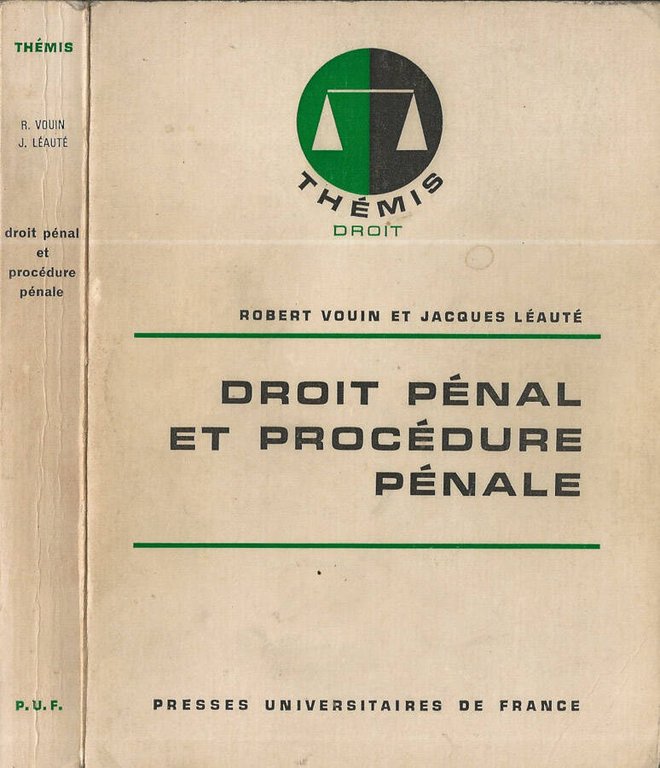 THÉMIS
R. VOUIN
J. LÉAUTÉ
droit pénal
et
procédure
pénale
P.U.F.
THÉMIS
DROIT
ROBERT VOUIN ET JACQUES LÉAUTÉ
DROIT PÉNAL
ET PROCÉDURE
PÉNALE
PRESSES UNIVERSITAIRES DE FRANCE